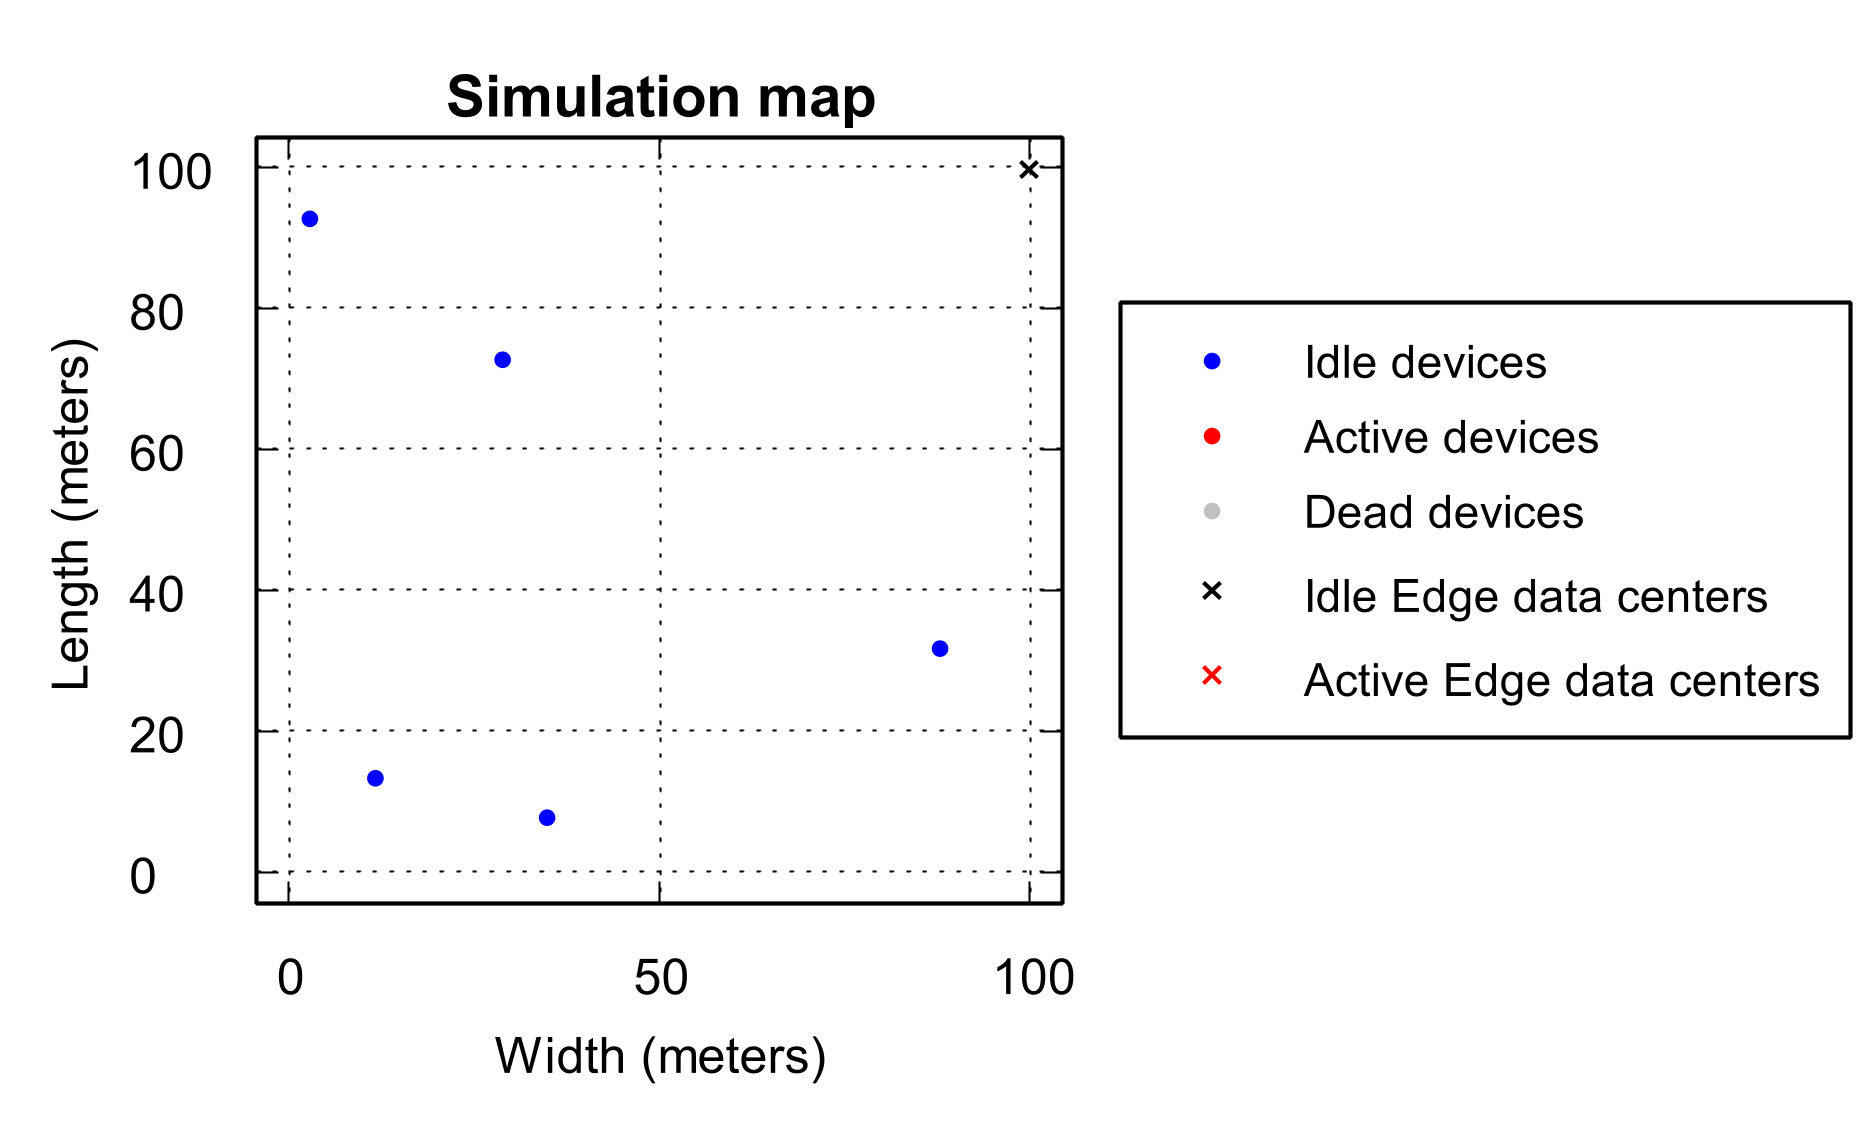 Simulation map
100
80
60
40
20
0
Length (meters)
0 50 100
Width (meters)
Idle devices
Active devices
Dead devices
Idle Edge data centers
Active Edge data centers